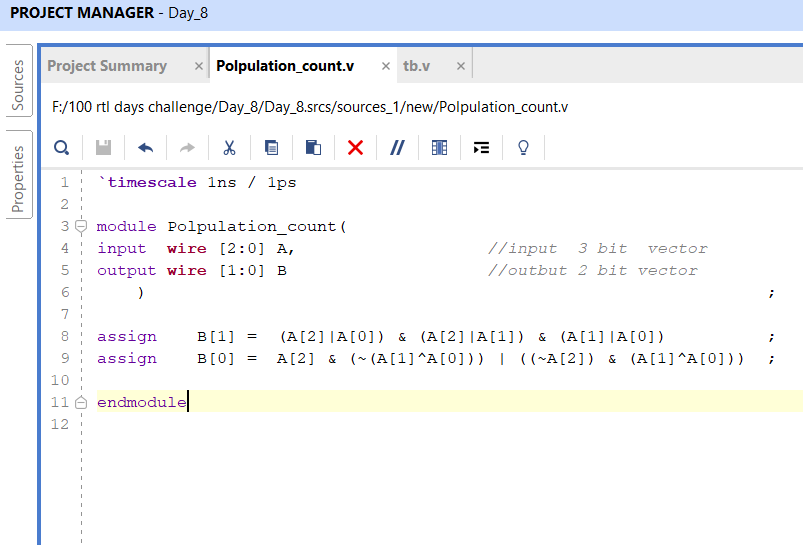 PROJECT MANAGER - Day_8
Sources
Properties
Project Summary × Polpulation_count.v × tb.v ×
F:/100 rtl days challenge/Day_8/Day_8.srcs/sources_1/new/Polpulation_count.v
1 `timescale 1ns / 1ps
2
3 module Polpulation_count(
4 input  wire [2:0] A,                    //input  3 bit  vector
5 output wire [1:0] B                    //outbut 2 bit vector
6     )                                                               ;
7
8 assign    B[1] =  (A[2]|A[0]) & (A[2]|A[1]) & (A[1]|A[0])           ;
9 assign    B[0] =  A[2] & (~(A[1]^A[0])) | ((~A[2]) & (A[1]^A[0]))  ;
10
11 endmodule
12